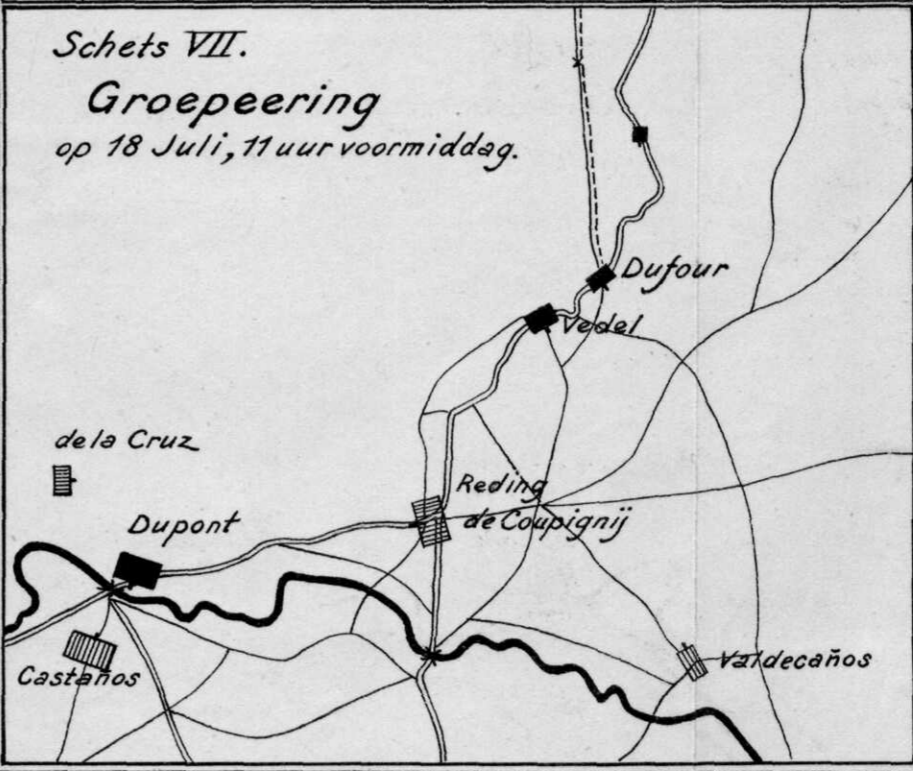 Schets VII.
Groepeering
op 18 Juli, 11 uur voormiddag.
Dufour
Vedel
de la Cruz
Reding
de Coupignij
Dupont
Castaños
Valdecaños